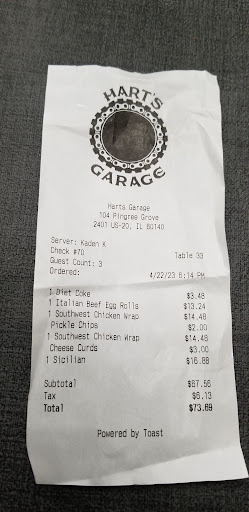 HART'S
GARAGE
Harts Garage
104 Pingree Grove
2401 US-20, IL 60140
Server: Kaden K
Check #70 Table 33
Guest Count: 3
Ordered: 4/22/23 6:14 PM
1 Diet Coke $3.48
1 Italian Beef Egg Rolls $13.24
1 Southwest Chicken Wrap $14.48
Pickle Chips $2.00
1 Southwest Chicken Wrap $14.48
Cheese Curds $3.00
1 Sicilian $16.88
Subtotal $67.56
Tax $6.13
Total $73.69
Powered by Toast